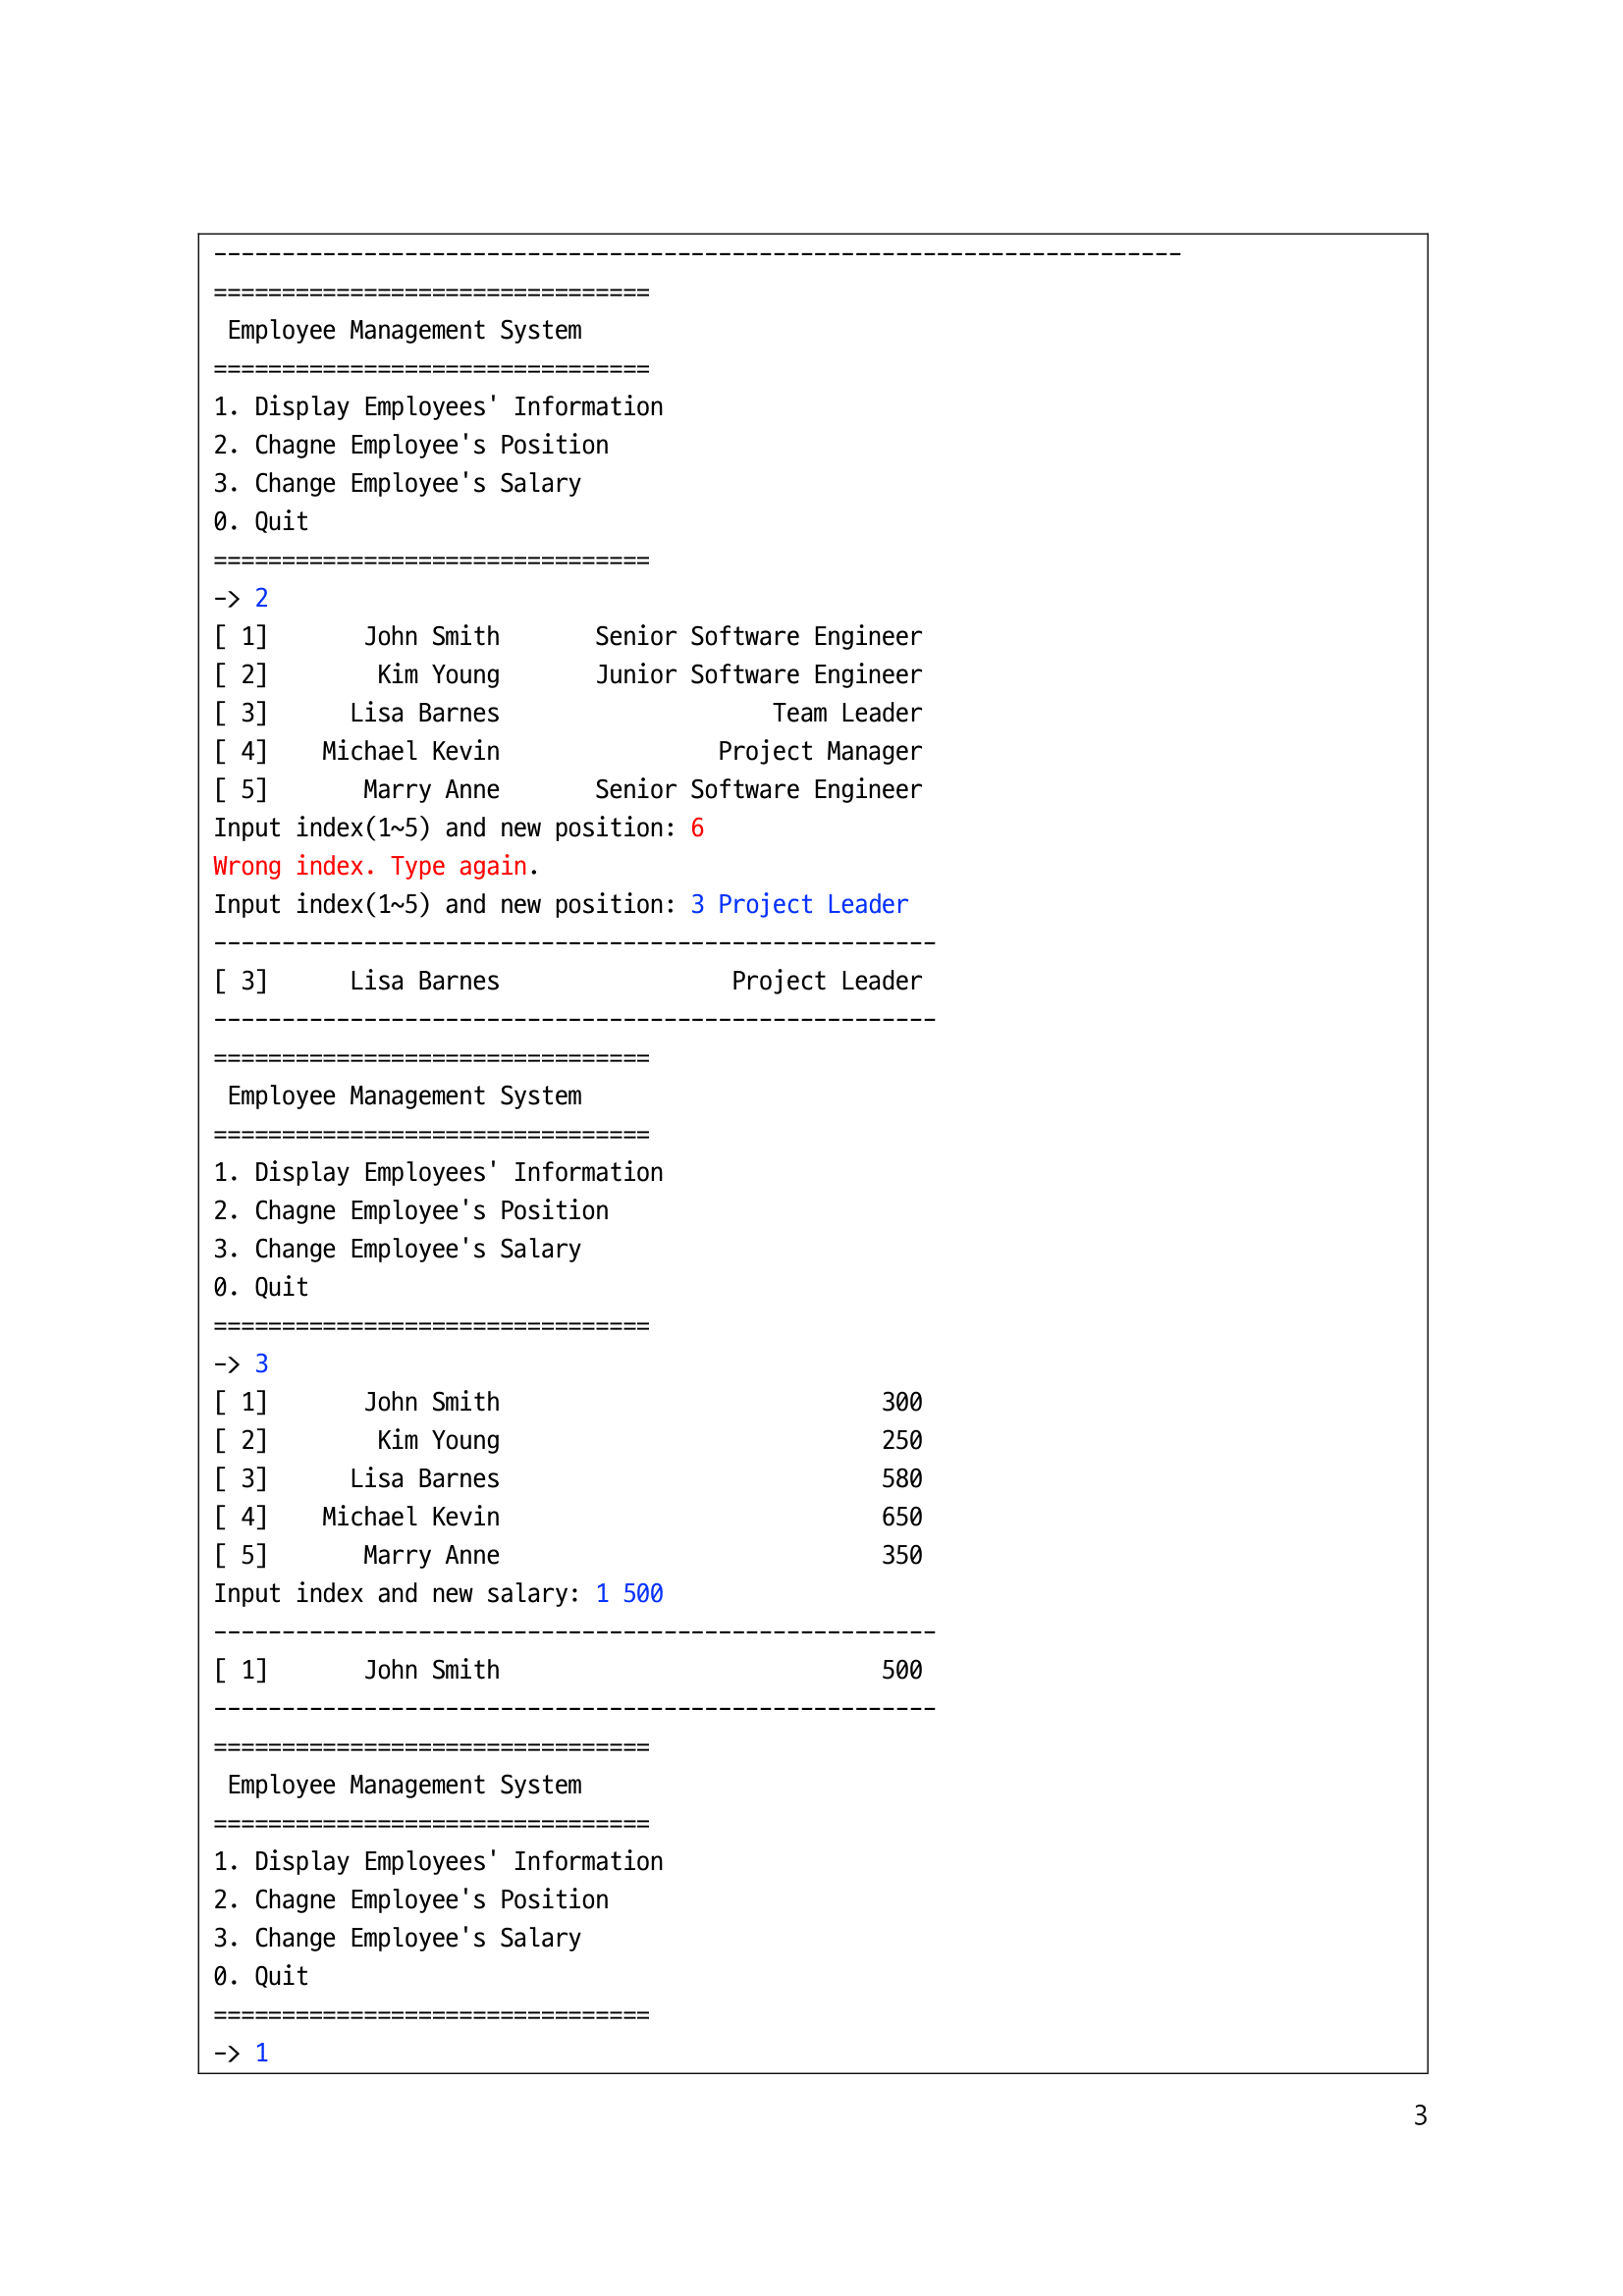 -----------------------------------------------------------------------
================================
 Employee Management System
================================
1. Display Employees' Information
2. Chagne Employee's Position
3. Change Employee's Salary
0. Quit
================================
-> 2
[ 1]       John Smith       Senior Software Engineer
[ 2]        Kim Young       Junior Software Engineer
[ 3]      Lisa Barnes                    Team Leader
[ 4]    Michael Kevin                Project Manager
[ 5]       Marry Anne       Senior Software Engineer
Input index(1~5) and new position: 6
Wrong index. Type again.
Input index(1~5) and new position: 3 Project Leader
-----------------------------------------------------
[ 3]      Lisa Barnes                 Project Leader
-----------------------------------------------------
================================
 Employee Management System
================================
1. Display Employees' Information
2. Chagne Employee's Position
3. Change Employee's Salary
0. Quit
================================
-> 3
[ 1]       John Smith                            300
[ 2]        Kim Young                            250
[ 3]      Lisa Barnes                            580
[ 4]    Michael Kevin                            650
[ 5]       Marry Anne                            350
Input index and new salary: 1 500
-----------------------------------------------------
[ 1]       John Smith                            500
-----------------------------------------------------
================================
 Employee Management System
================================
1. Display Employees' Information
2. Chagne Employee's Position
3. Change Employee's Salary
0. Quit
================================
-> 1
3